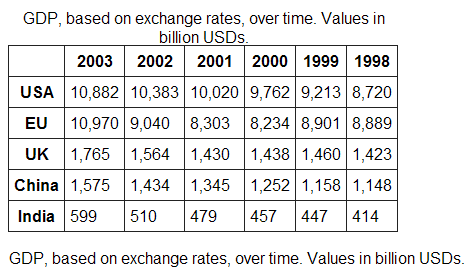 GDP, based on exchange rates, over time. Values in
billion USDs.
2003 2002 2001 2000 1999 1998
USA 10,882 10,383 10,020 9,762 9,213 8,720
EU 10,970 9,040 8,303 8,234 8,901 8,889
UK 1,765 1,564 1,430 1,438 1,460 1,423
China 1,575 1,434 1,345 1,252 1,158 1,148
India 599 510 479 457 447 414
GDP, based on exchange rates, over time. Values in billion USDs.